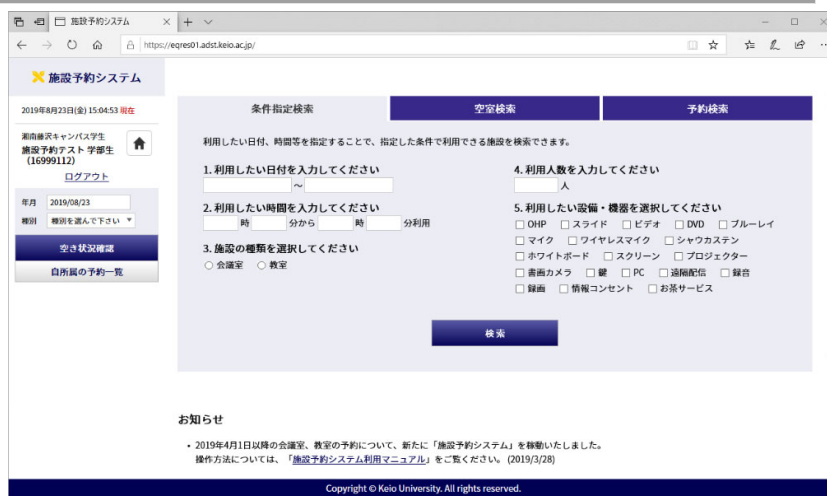 施設予約システム
https://eqres01.adst.keio.ac.jp/
施設予約システム
2019年8月23日(金) 15:04:53 現在
湘南藤沢キャンパス学生
施設予約テスト 学部生
(16999112)
ログアウト
年月 2019/08/23
種別 種別を選んで下さい
空き状況確認
自所属の予約一覧
条件指定検索 空室検索 予約検索
利用したい日付、時間等を指定することで、指定した条件で利用できる施設を検索できます。
1. 利用したい日付を入力してください
～
2. 利用したい時間を入力してください
時 分から 時 分利用
3. 施設の種類を選択してください
会議室 教室
4. 利用人数を入力してください
人
5. 利用したい設備・機器を選択してください
OHP スライド ビデオ DVD ブルーレイ
マイク ワイヤレスマイク シャウカステン
ホワイトボード スクリーン プロジェクター
書画カメラ 鍵 PC 遠隔配信 録音
録画 情報コンセント お茶サービス
検索
お知らせ
・2019年4月1日以降の会議室、教室の予約について、新たに「施設予約システム」を稼動いたしました。
操作方法については、「施設予約システム利用マニュアル」をご覧ください。 (2019/3/28)
Copyright © Keio University. All rights reserved.